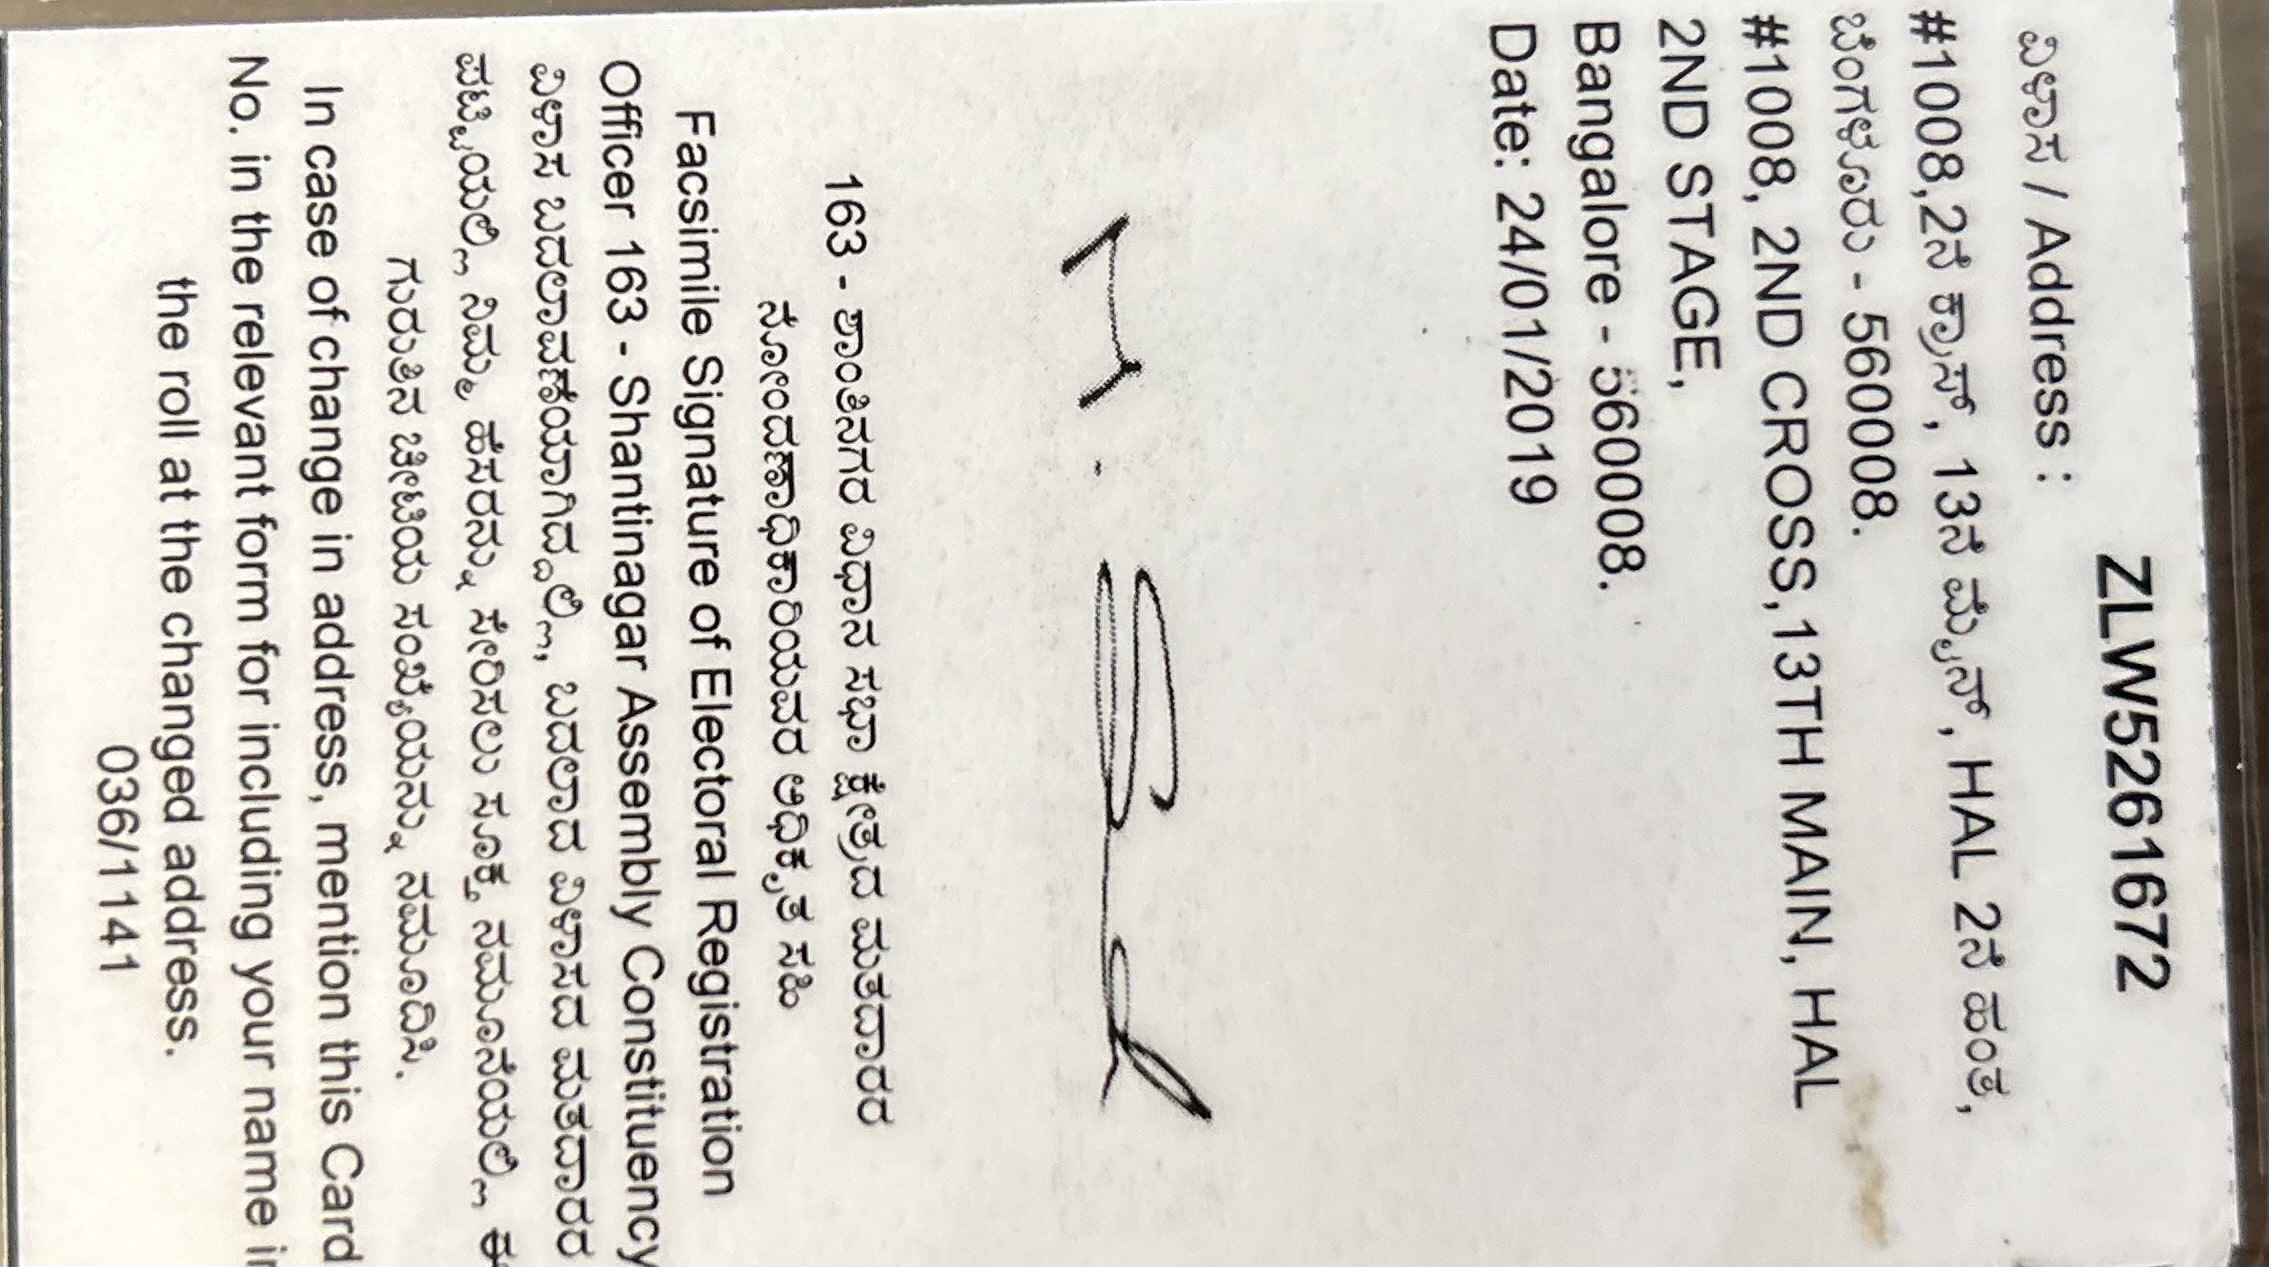 ZLW5261672
ವಿಳಾಸ / Address :
#1008,2ನೆ ಕ್ರಾಸ್, 13ನೆ ಮೈನ್, HAL 2ನೆ ಹಂತ,
ಬೆಂಗಳೂರು - 560008.
#1008, 2ND CROSS,13TH MAIN, HAL
2ND STAGE,
Bangalore - 560008.
Date: 24/01/2019
163 - ಶಾಂತಿನಗರ ವಿಧಾನ ಸಭಾ ಕ್ಷೇತ್ರದ ಮತದಾರರ
ನೋಂದಣಾಧಿಕಾರಿಯವರ ಅಧಿಕೃತ ಸಹಿ
Facsimile Signature of Electoral Registration
Officer 163 - Shantinagar Assembly Constituency
ವಿಳಾಸ ಬದಲಾವಣೆಯಾಗಿದ್ದಲ್ಲಿ, ಬದಲಾದ ವಿಳಾಸದ ಮತದಾರರ
ಪಟ್ಟಿಯಲ್ಲಿ ನಿಮ್ಮ ಹೆಸರನ್ನು ಸೇರಿಸಲು ಸೂಕ್ತ ನಮೂನೆಯಲ್ಲಿ ಈ
ಗುರುತಿನ ಚೀಟಿಯ ಸಂಖ್ಯೆಯನ್ನು ನಮೂದಿಸಿ.
In case of change in address, mention this Card
No. in the relevant form for including your name in
the roll at the changed address.
036/1141